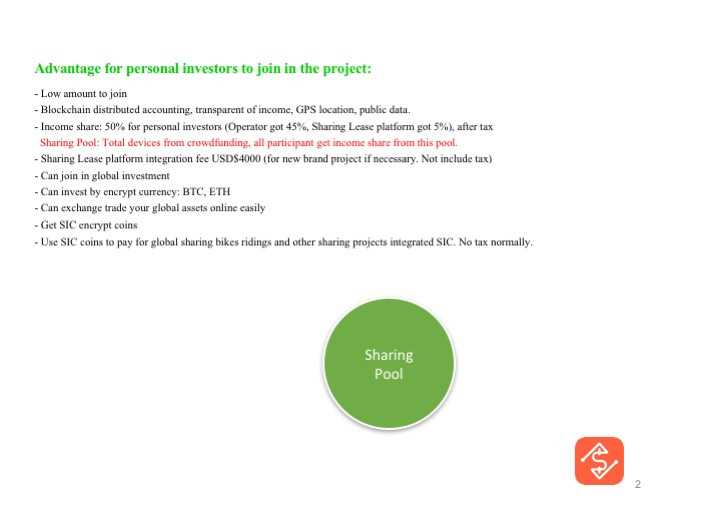 Advantage for personal investors to join in the project:
- Low amount to join
- Blockchain distributed accounting, transparent of income, GPS location, public data.
- Income share: 50% for personal investors (Operator got 45%, Sharing Lease platform got 5%), after tax
Sharing Pool: Total devices from crowdfunding, all participant get income share from this pool.
- Sharing Lease platform integration fee USD$4000 (for new brand project if necessary. Not include tax)
- Can join in global investment
- Can invest by encrypt currency: BTC, ETH
- Can exchange trade your global assets online easily
- Get SIC encrypt coins
- Use SIC coins to pay for global sharing bikes ridings and other sharing projects integrated SIC. No tax normally.
Sharing
Pool
2